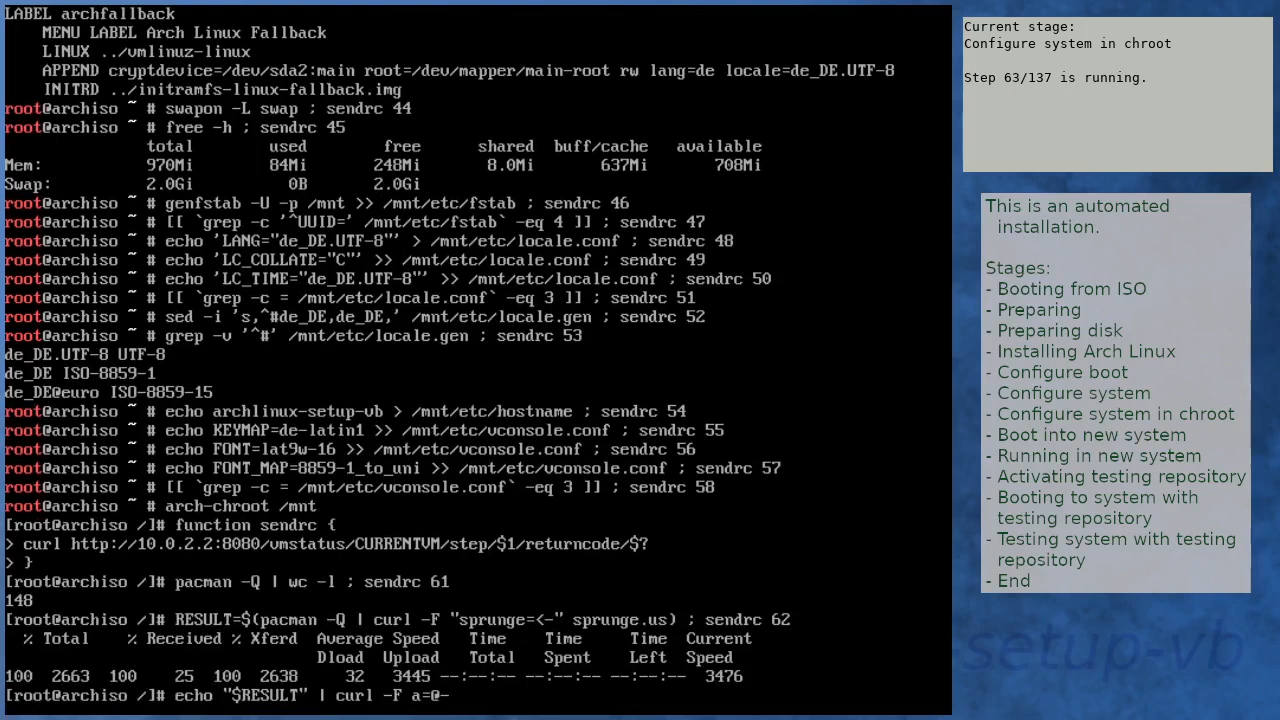 LABEL archfallback
    MENU LABEL Arch Linux Fallback
    LINUX ../vmlinuz-linux
    APPEND cryptdevice=/dev/sda2:main root=/dev/mapper/main-root rw lang=de locale=de_DE.UTF-8
    INITRD ../initramfs-linux-fallback.img
root@archiso ~ # swapon -L swap ; sendrc 44
root@archiso ~ # free -h ; sendrc 45
               total        used        free      shared  buff/cache   available
Mem:           970Mi        84Mi       248Mi       8.0Mi       637Mi       708Mi
Swap:          2.0Gi          0B       2.0Gi
root@archiso ~ # genfstab -U -p /mnt >> /mnt/etc/fstab ; sendrc 46
root@archiso ~ # [[ `grep -c '^UUID=' /mnt/etc/fstab` -eq 4 ]] ; sendrc 47
root@archiso ~ # echo 'LANG="de_DE.UTF-8"' > /mnt/etc/locale.conf ; sendrc 48
root@archiso ~ # echo 'LC_COLLATE="C"' >> /mnt/etc/locale.conf ; sendrc 49
root@archiso ~ # echo 'LC_TIME="de_DE.UTF-8"' >> /mnt/etc/locale.conf ; sendrc 50
root@archiso ~ # [[ `grep -c = /mnt/etc/locale.conf` -eq 3 ]] ; sendrc 51
root@archiso ~ # sed -i 's,^#de_DE,de_DE,' /mnt/etc/locale.gen ; sendrc 52
root@archiso ~ # grep -v '^#' /mnt/etc/locale.gen ; sendrc 53
de_DE.UTF-8 UTF-8
de_DE ISO-8859-1
de_DE@euro ISO-8859-15
root@archiso ~ # echo archlinux-setup-vb > /mnt/etc/hostname ; sendrc 54
root@archiso ~ # echo KEYMAP=de-latin1 >> /mnt/etc/vconsole.conf ; sendrc 55
root@archiso ~ # echo FONT=lat9w-16 >> /mnt/etc/vconsole.conf ; sendrc 56
root@archiso ~ # echo FONT_MAP=8859-1_to_uni >> /mnt/etc/vconsole.conf ; sendrc 57
root@archiso ~ # [[ `grep -c = /mnt/etc/vconsole.conf` -eq 3 ]] ; sendrc 58
root@archiso ~ # arch-chroot /mnt
[root@archiso /]# function sendrc {
> curl http://10.0.2.2:8080/vmstatus/CURRENTVM/step/$1/returncode/$?
> }
[root@archiso /]# pacman -Q | wc -l ; sendrc 61
148
[root@archiso /]# RESULT=$(pacman -Q | curl -F "sprunge=<-" sprunge.us) ; sendrc 62
  % Total    % Received % Xferd  Average Speed   Time    Time     Time  Current
                                 Dload  Upload   Total   Spent    Left  Speed
100  2663  100    25  100  2638     32   3445 --:--:-- --:--:-- --:--:--  3476
[root@archiso /]# echo "$RESULT" | curl -F a=@-
Current stage:
Configure system in chroot
Step 63/137 is running.
This is an automated
installation.
Stages:
- Booting from ISO
- Preparing
- Preparing disk
- Installing Arch Linux
- Configure boot
- Configure system
- Configure system in chroot
- Boot into new system
- Running in new system
- Activating testing repository
- Booting to system with
testing repository
- Testing system with testing
repository
- End
-setup-vb